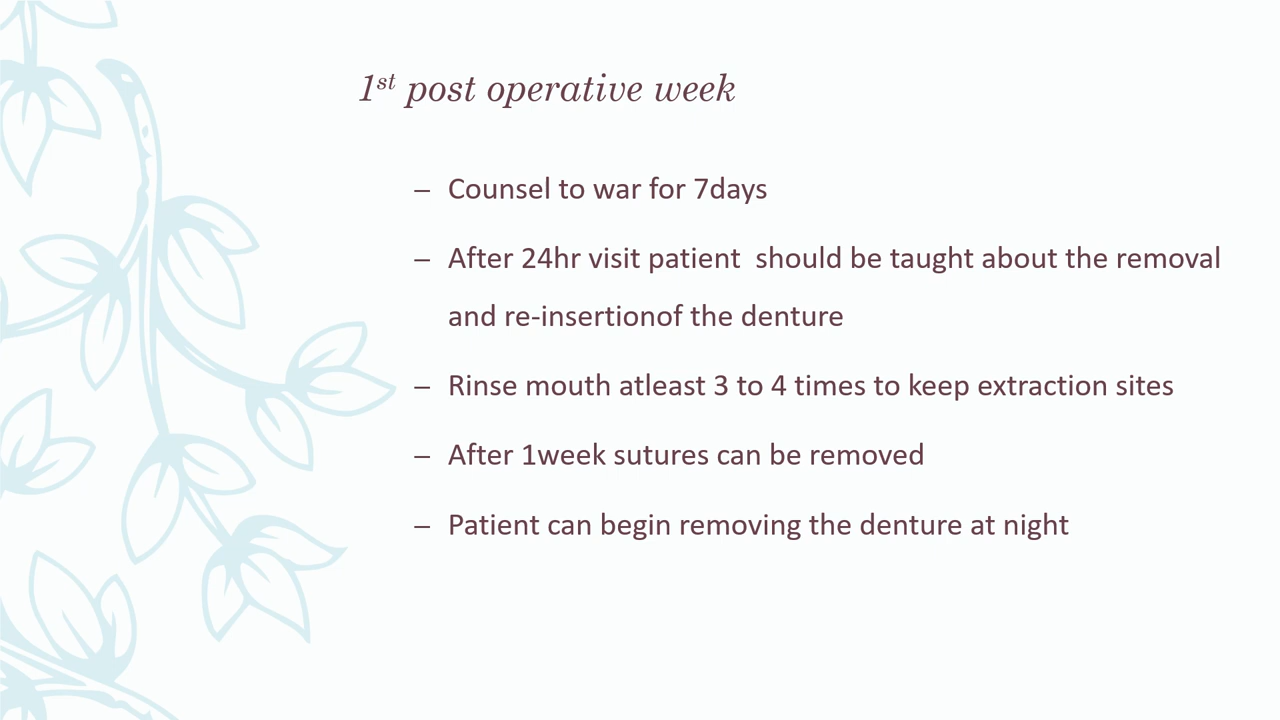 1st post operative week
– Counsel to war for 7days
– After 24hr visit patient  should be taught about the removal
and re-insertionof the denture
– Rinse mouth atleast 3 to 4 times to keep extraction sites
– After 1week sutures can be removed
– Patient can begin removing the denture at night